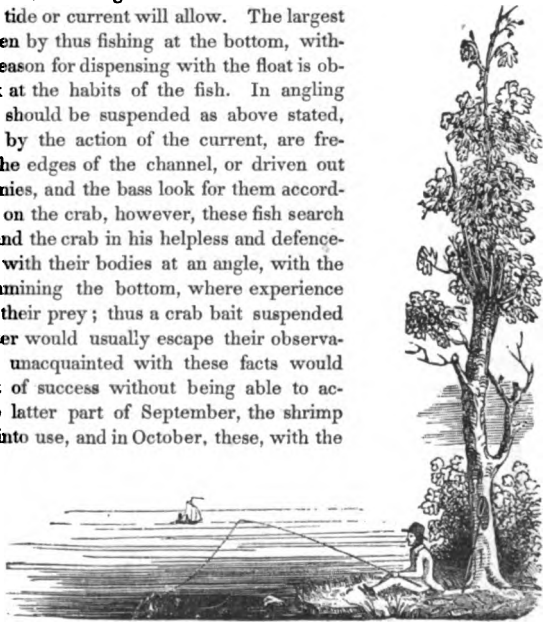 tide or current will allow. The largest
en by thus fishing at the bottom, with-
eason for dispensing with the float is ob-
at the habits of the fish. In angling
should be suspended as above stated,
by the action of the current, are fre-
he edges of the channel, or driven out
nies, and the bass look for them accord-
on the crab, however, these fish search
nd the crab in his helpless and defence-
with their bodies at an angle, with the
mining the bottom, where experience
their prey; thus a crab bait suspended
er would usually escape their observa-
unacquainted with these facts would
of success without being able to ac-
latter part of September, the shrimp
into use, and in October, these, with the